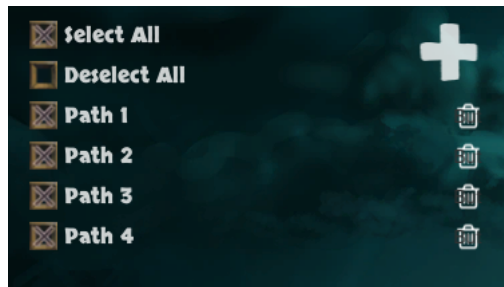 Select All
Deselect All
Path 1
Path 2
Path 3
Path 4